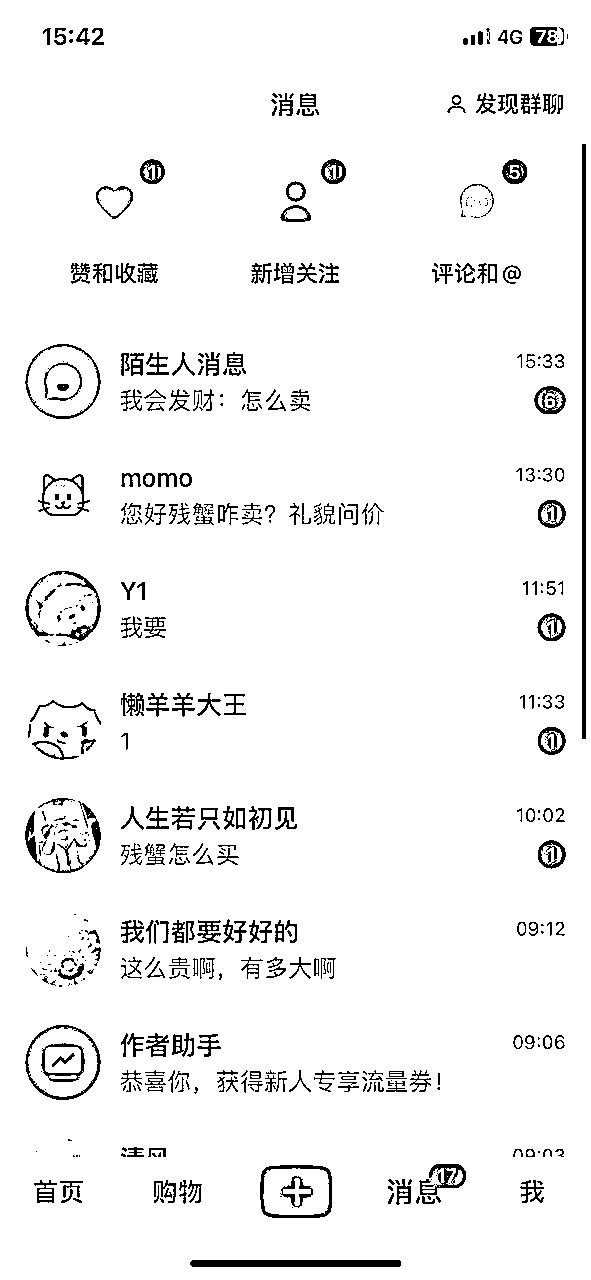 15:42
4G 78
消息
发现群聊
1 1 5
赞和收藏 新增关注 评论和@
陌生人消息 15:33
我会发财：怎么卖 6
momo 13:30
您好残蟹咋卖？礼貌问价 1
Y1 11:51
我要 1
懒羊羊大王 11:33
1 1
人生若只如初见 10:02
残蟹怎么买 1
我们都要好好的 09:12
这么贵啊，有多大啊
作者助手 09:06
恭喜你，获得新人专享流量券！
清风 09:03
首页 购物 消息 17 我